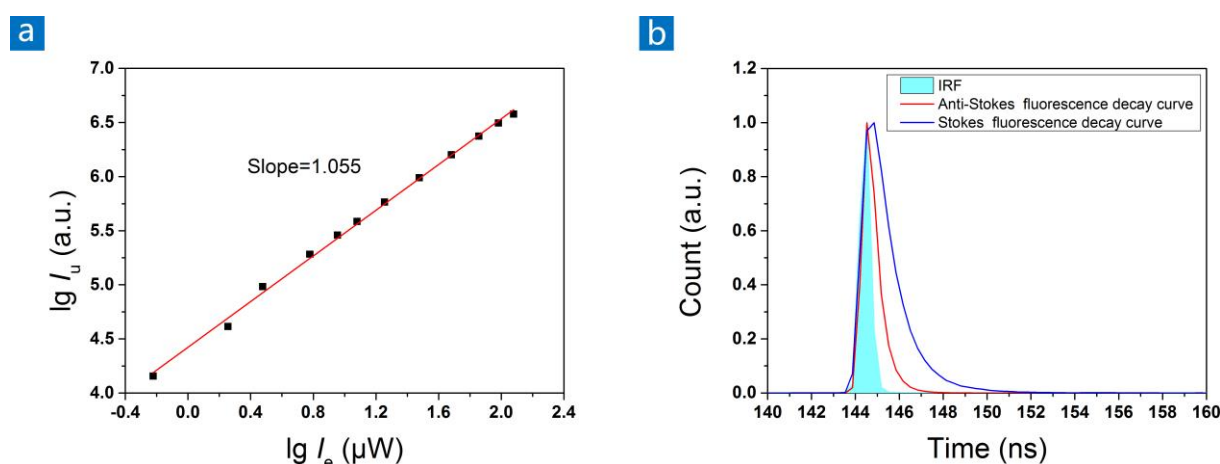 a
7.0
6.5
6.0
5.5
5.0
4.5
4.0
lg Iu (a.u.)
Slope=1.055
-0.4 0.0 0.4 0.8 1.2 1.6 2.0 2.4
lg Ie (μW)
b
1.2
1.0
0.8
0.6
0.4
0.2
0.0
Count (a.u.)
IRF
Anti-Stokes fluorescence decay curve
Stokes fluorescence decay curve
140 142 144 146 148 150 152 154 156 158 160
Time (ns)